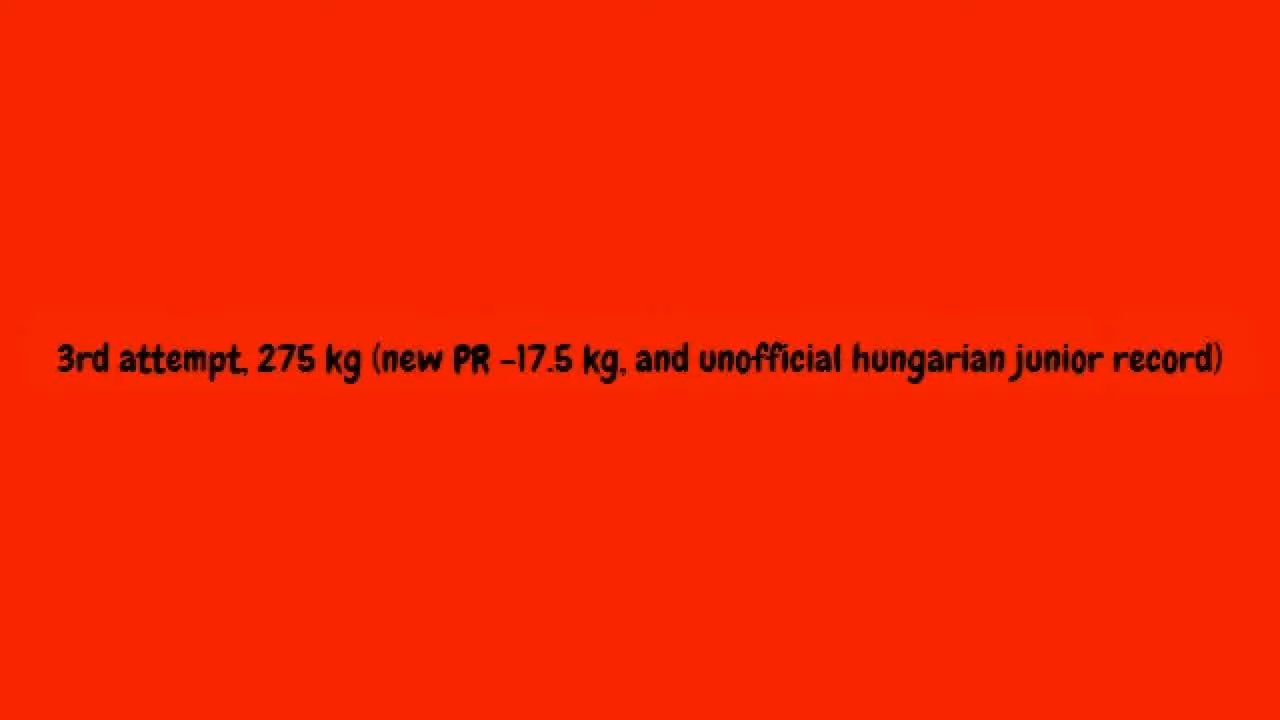 3rd attempt, 275 kg (new PR -17.5 kg, and unofficial hungarian junior record)